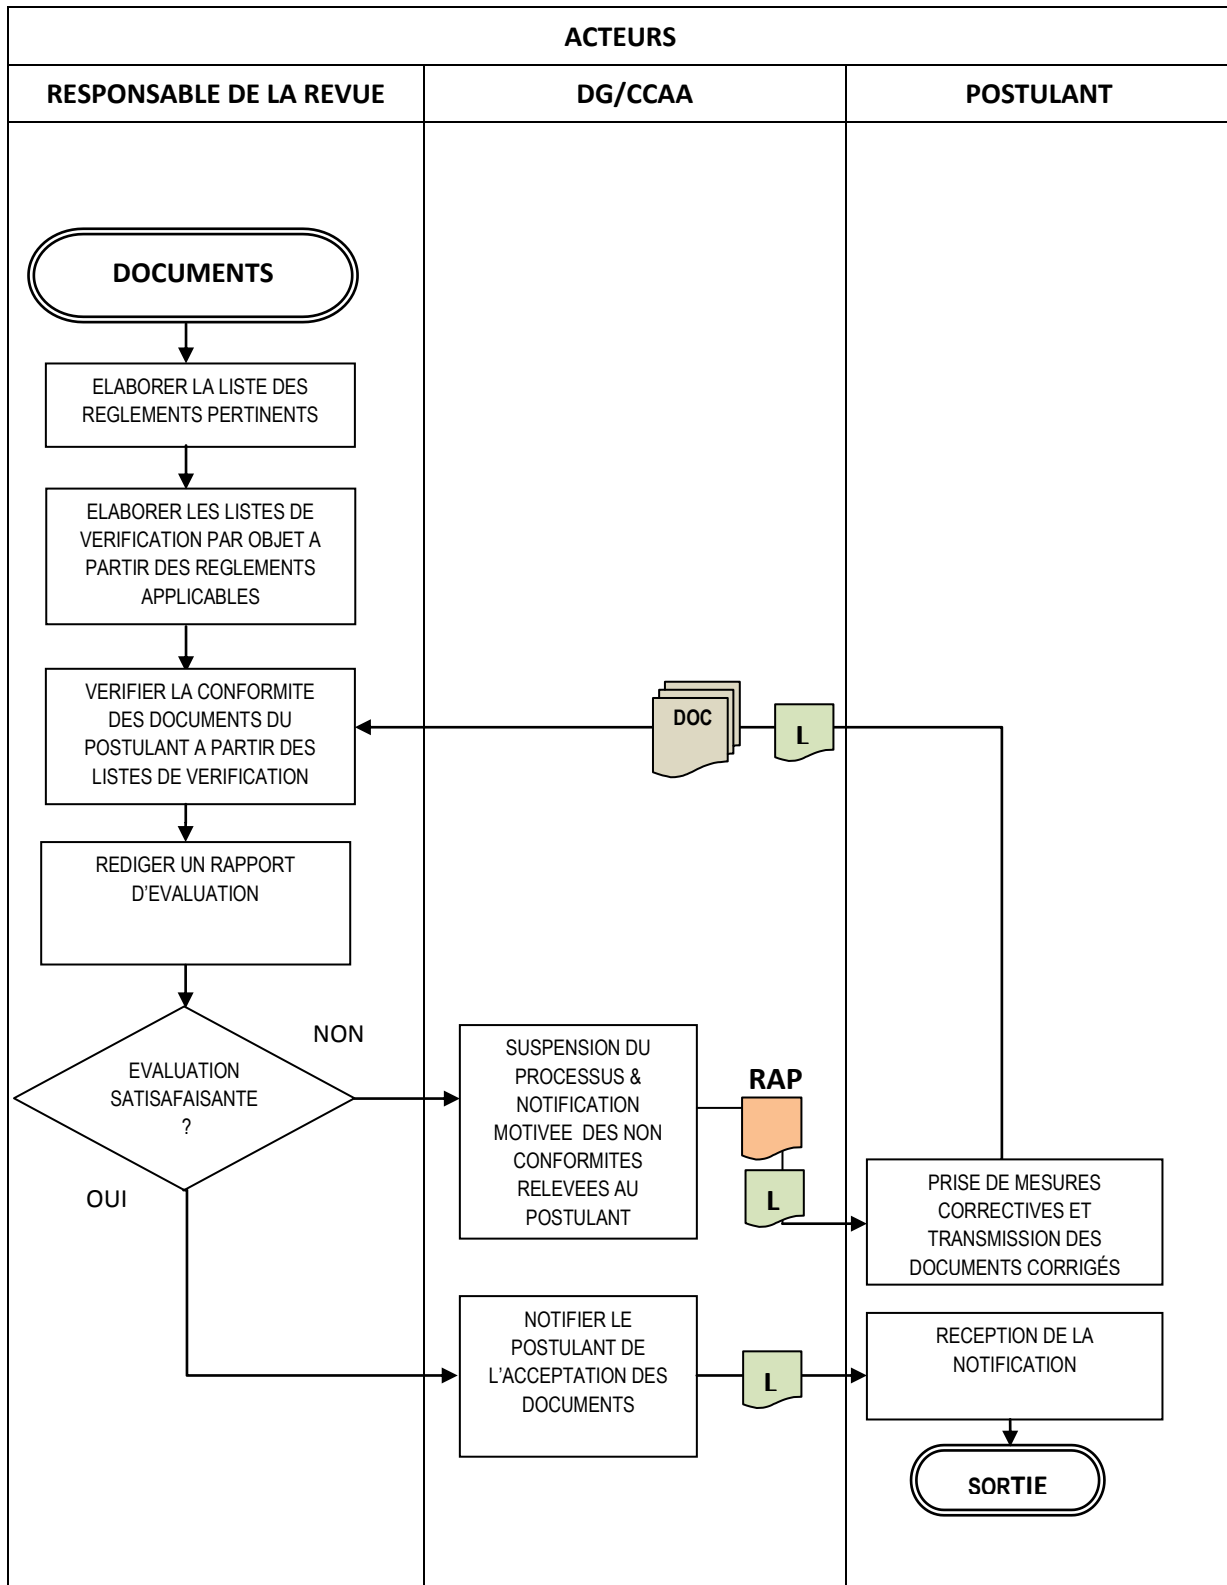 ACTEURS
RESPONSABLE DE LA REVUE
DG/CCAA
POSTULANT
DOCUMENTS
ELABORER LA LISTE DES
REGLEMENTS PERTINENTS
ELABORER LES LISTES DE
VERIFICATION PAR OBJET A
PARTIR DES REGLEMENTS
APPLICABLES
VERIFIER LA CONFORMITE
DES DOCUMENTS DU
POSTULANT A PARTIR DES
LISTES DE VERIFICATION
DOC
L
REDIGER UN RAPPORT
D'EVALUATION
EVALUATION
SATISAFAISANTE
?
NON
OUI
SUSPENSION DU
PROCESSUS &
NOTIFICATION
MOTIVEE DES NON
CONFORMITES
RELEVEES AU
POSTULANT
RAP
L
PRISE DE MESURES
CORRECTIVES ET
TRANSMISSION DES
DOCUMENTS CORRIGÉS
NOTIFIER LE
POSTULANT DE
L'ACCEPTATION DES
DOCUMENTS
L
RECEPTION DE LA
NOTIFICATION
SORTIE